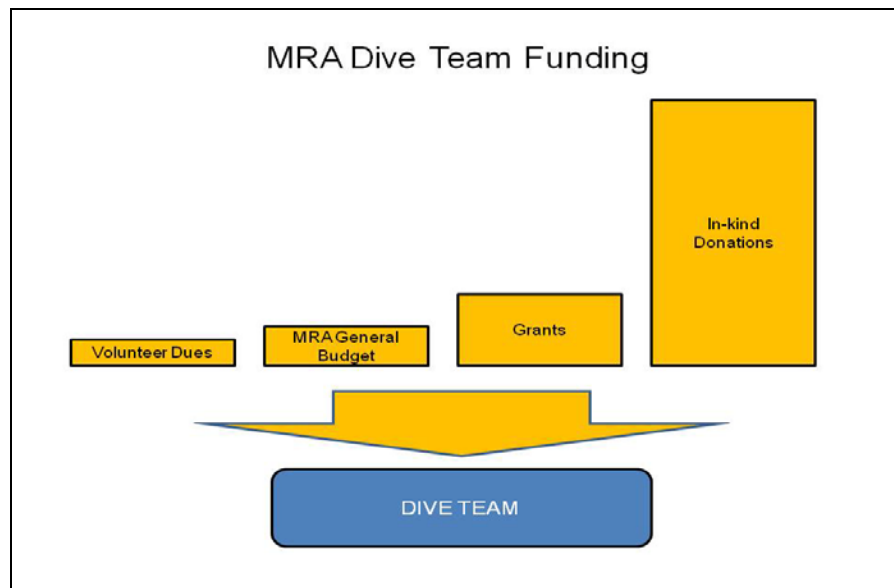 MRA Dive Team Funding
Volunteer Dues
MRA General
Budget
Grants
In-kind
Donations
DIVE TEAM